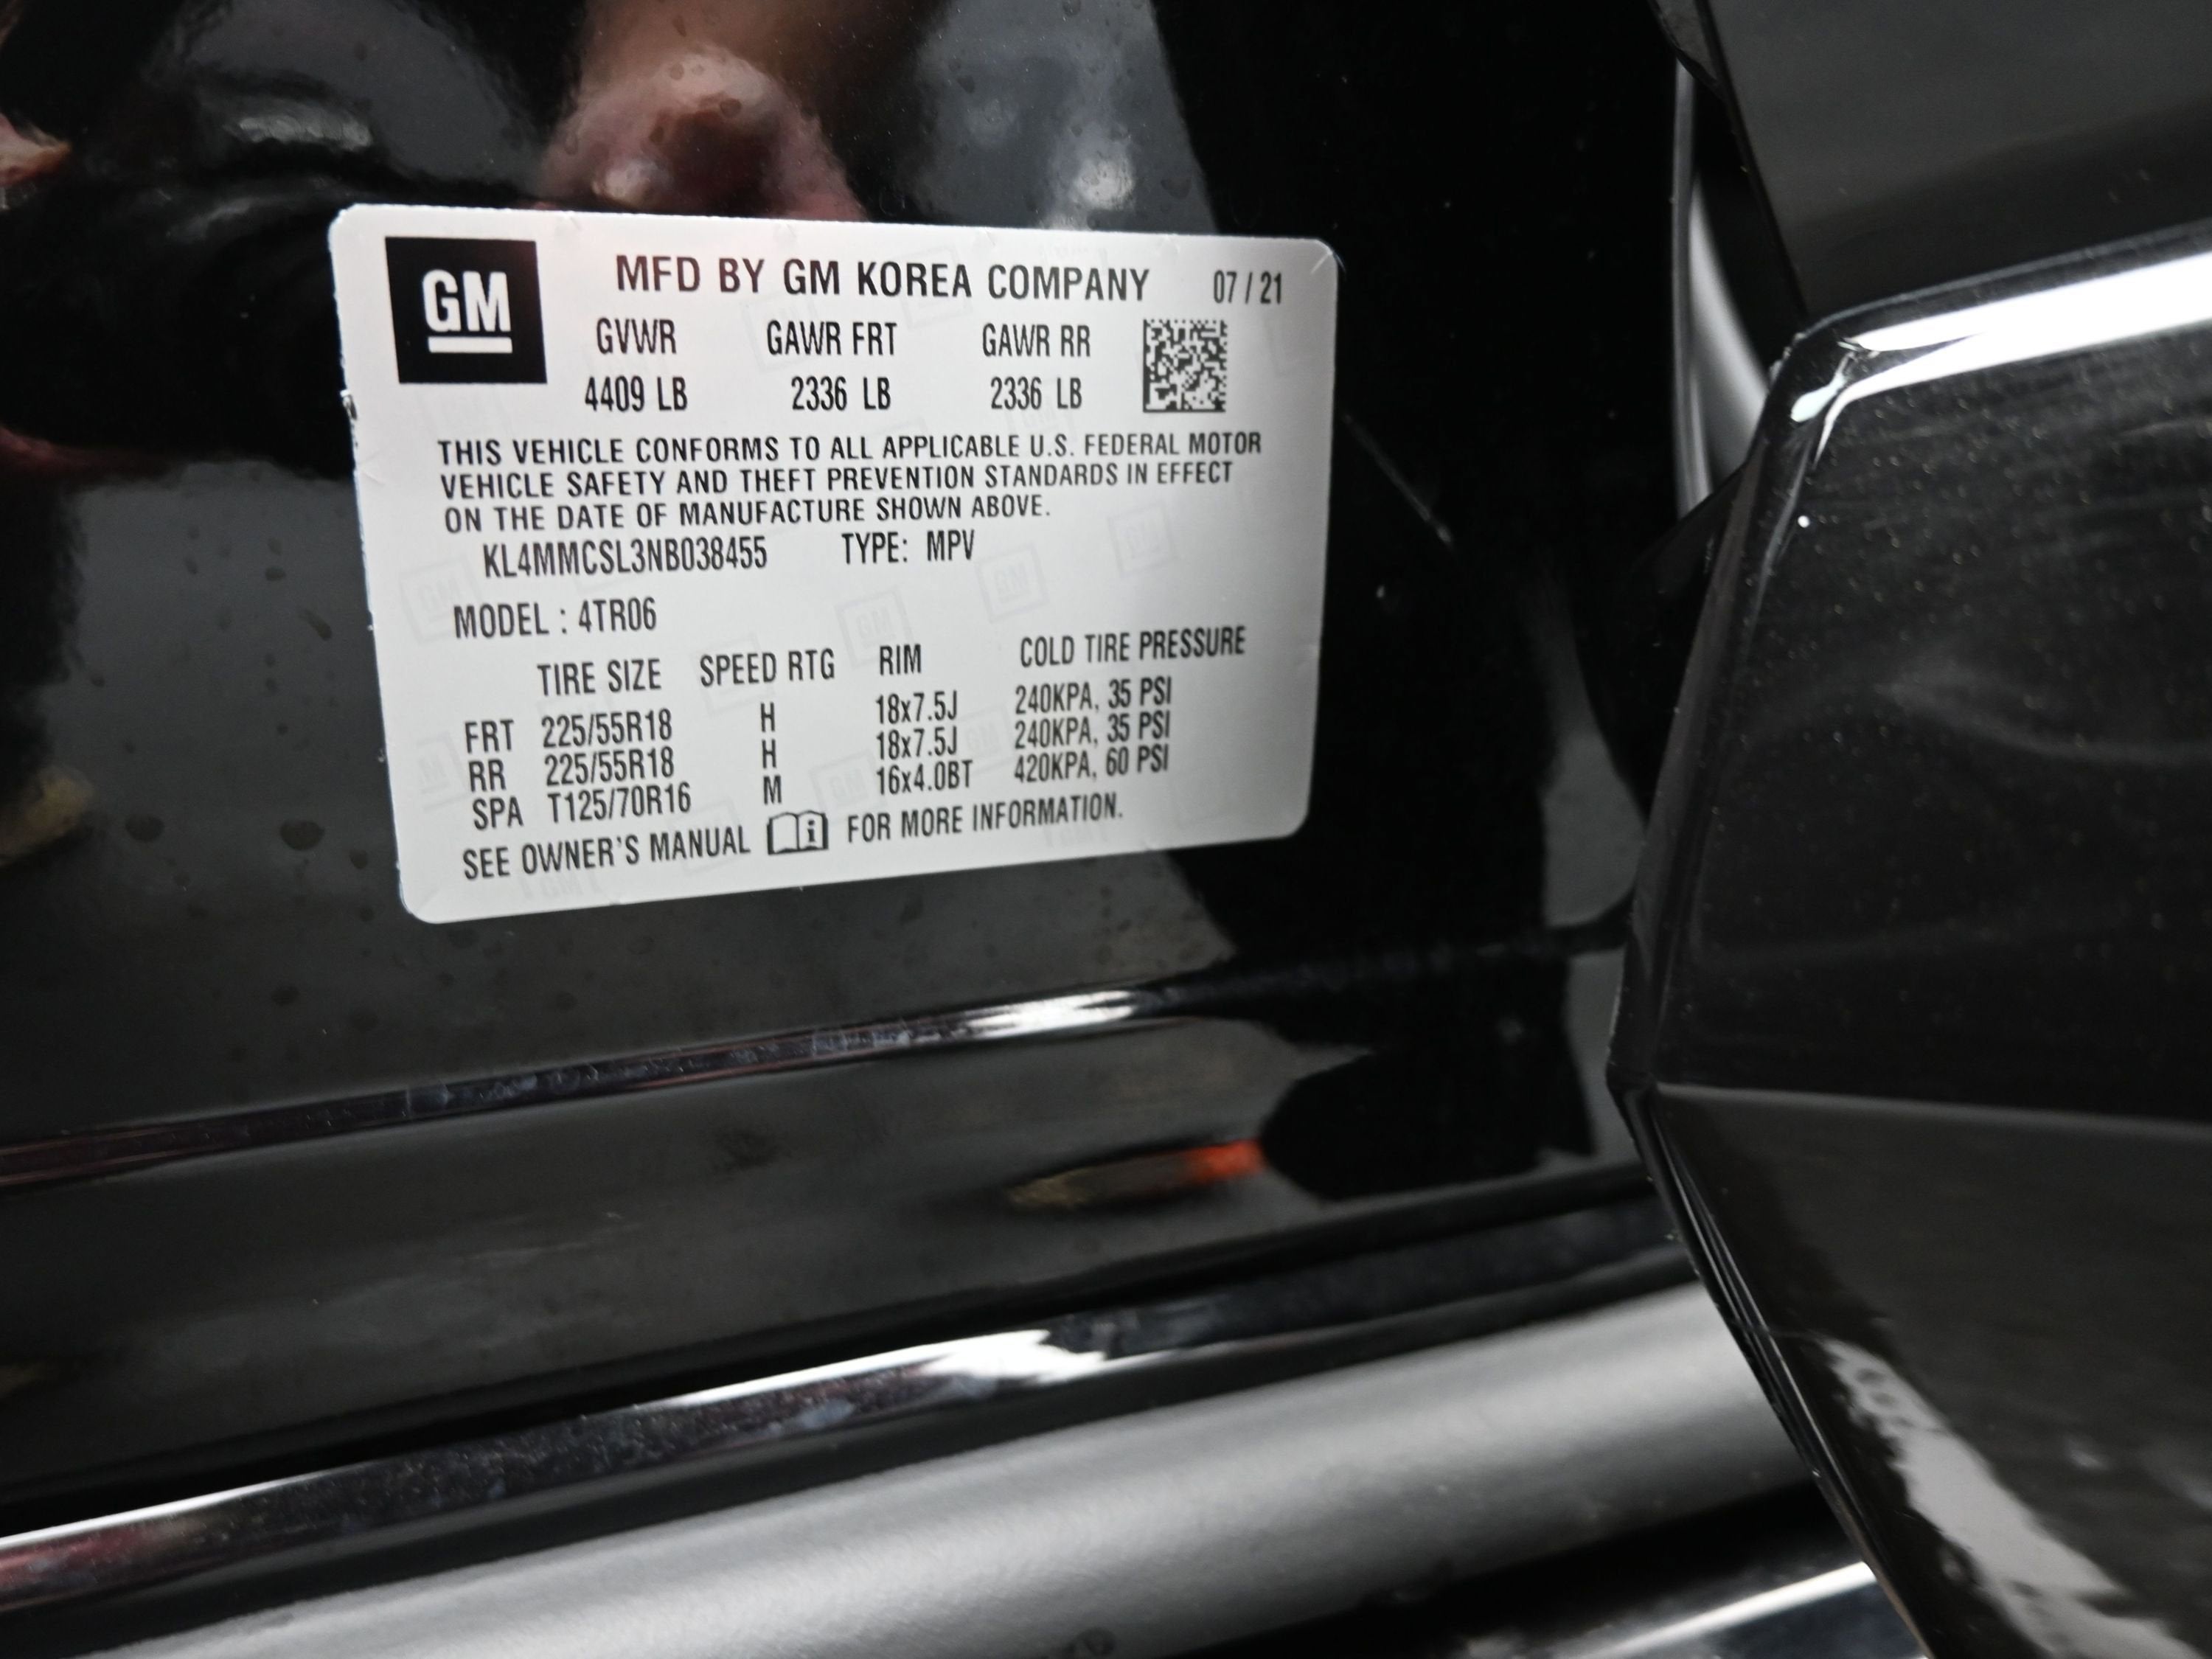 GM
MFD BY GM KOREA COMPANY 07 / 21
GVWR GAWR FRT GAWR RR
4409 LB 2336 LB 2336 LB
THIS VEHICLE CONFORMS TO ALL APPLICABLE U.S. FEDERAL MOTOR
VEHICLE SAFETY AND THEFT PREVENTION STANDARDS IN EFFECT
ON THE DATE OF MANUFACTURE SHOWN ABOVE.
KL4MMCSL3NB038455 TYPE: MPV
MODEL : 4TR06
TIRE SIZE SPEED RTG RIM COLD TIRE PRESSURE
FRT 225/55R18 H 18x7.5J 240KPA, 35 PSI
RR 225/55R18 H 18x7.5J 240KPA, 35 PSI
SPA T125/70R16 M 16x4.0BT 420KPA, 60 PSI
SEE OWNER'S MANUAL FOR MORE INFORMATION.